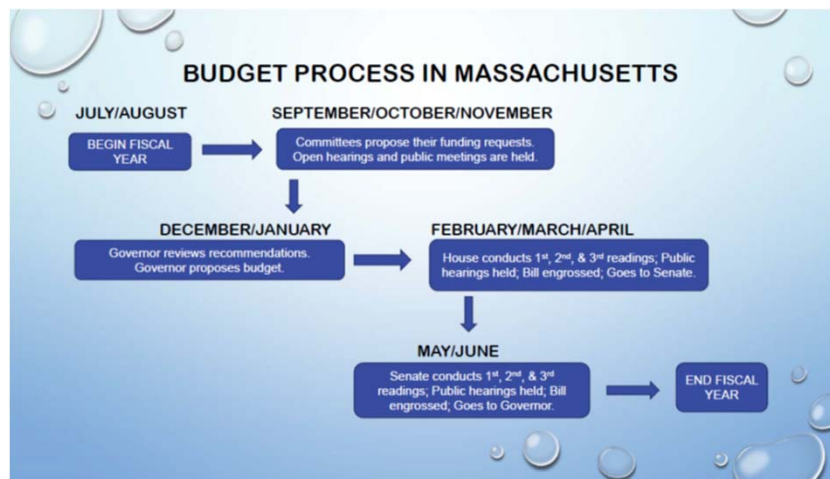 BUDGET PROCESS IN MASSACHUSETTS
JULY/AUGUST
BEGIN FISCAL
YEAR
SEPTEMBER/OCTOBER/NOVEMBER
Committees propose their funding requests.
Open hearings and public meetings are held.
DECEMBER/JANUARY
Governor reviews recommendations.
Governor proposes budget.
FEBRUARY/MARCH/APRIL
House conducts 1st, 2nd, & 3rd readings; Public
hearings held; Bill engrossed; Goes to Senate.
MAY/JUNE
Senate conducts 1st, 2nd, & 3rd
readings; Public hearings held; Bill
engrossed; Goes to Governor.
END FISCAL
YEAR